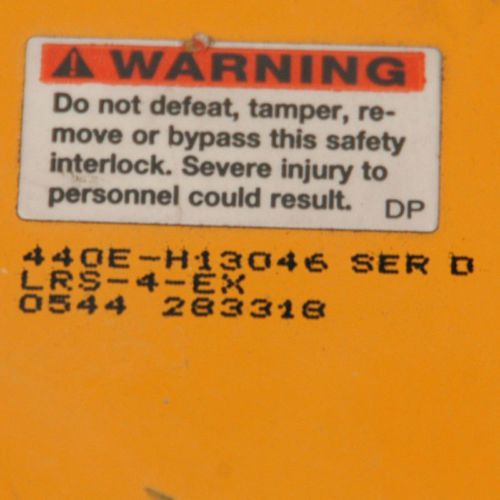 WARNING
Do not defeat, tamper, re-
move or bypass this safety
interlock. Severe injury to
personnel could result. DP
440E-H13046 SER D
LRS-4-EX
0544 283318